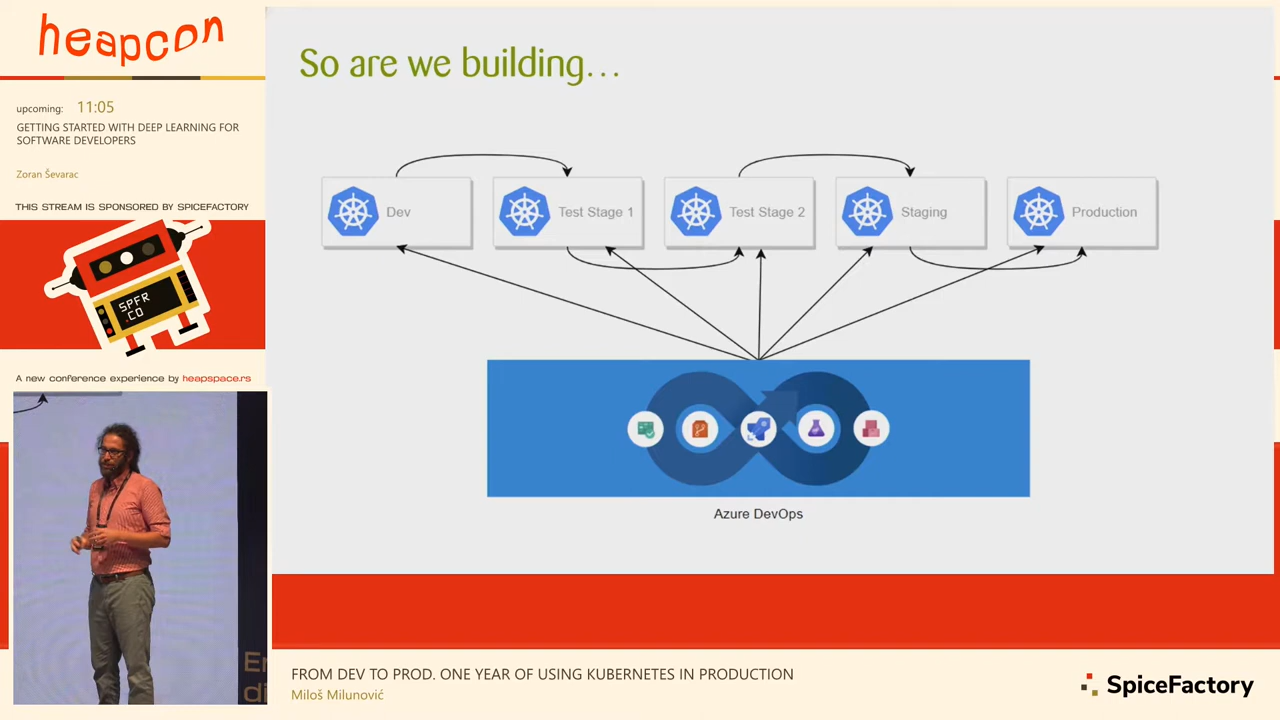 heapcon
upcoming: 11:05
GETTING STARTED WITH DEEP LEARNING FOR
SOFTWARE DEVELOPERS
Zoran Ševarac
THIS STREAM IS SPONSORED BY SPICEFACTORY
SPFR
.CO
A new conference experience by heapspace.rs
So are we building...
Dev
Test Stage 1
Test Stage 2
Staging
Production
Azure DevOps
FROM DEV TO PROD. ONE YEAR OF USING KUBERNETES IN PRODUCTION
Miloš Milunović
SpiceFactory